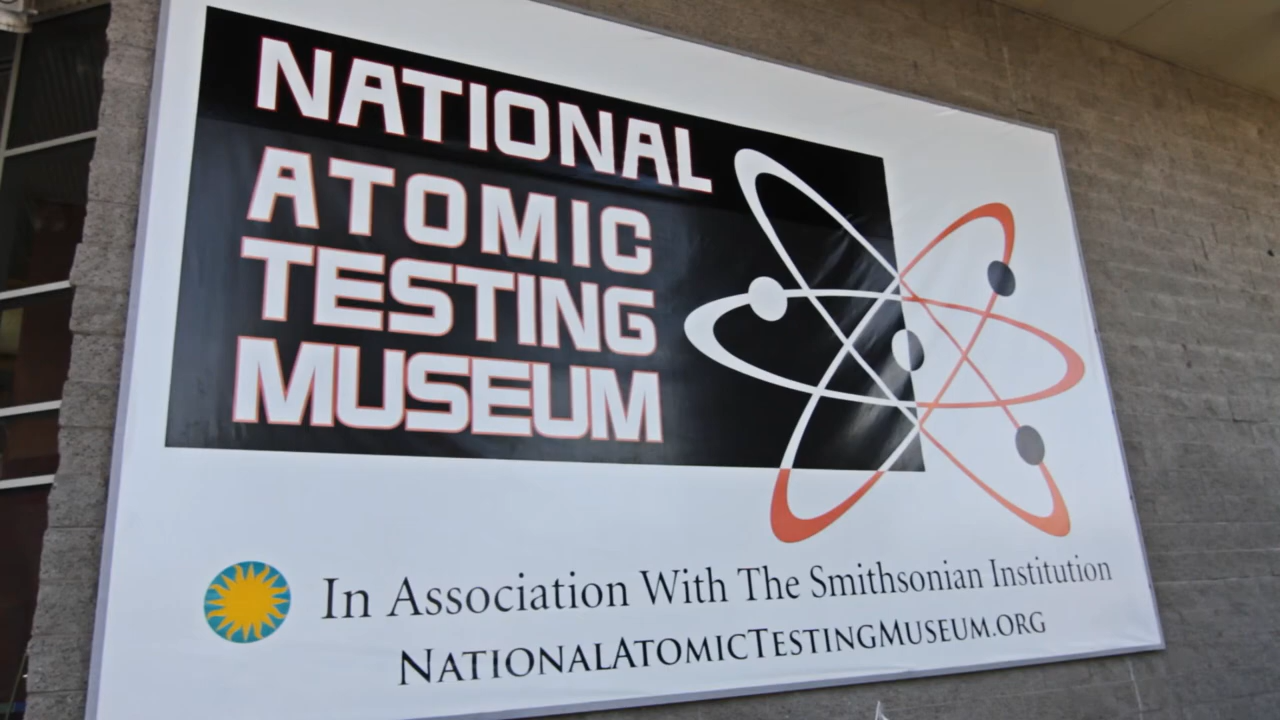 NATIONAL
ATOMIC
TESTING
MUSEUM
In Association With The Smithsonian Institution
NATIONALATOMICTESTINGMUSEUM.ORG